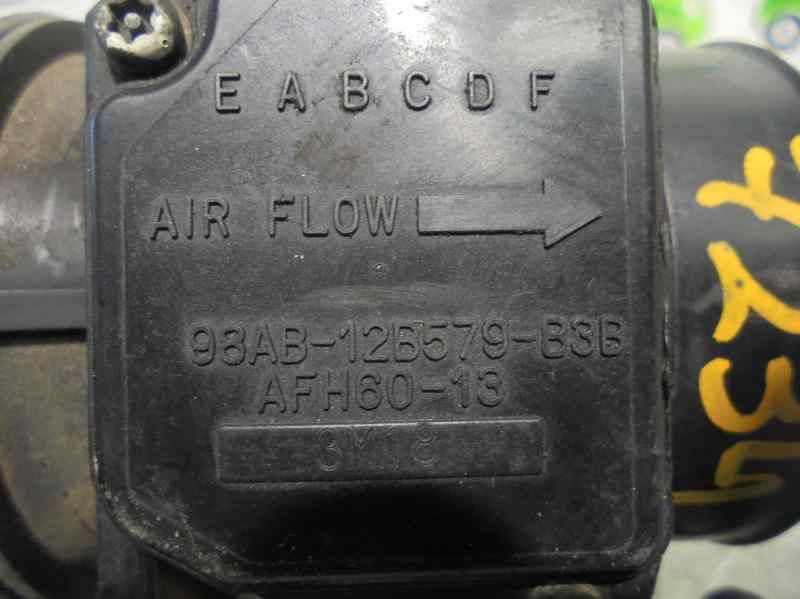 E A B C D F
AIR FLOW
98AB-12B579-B3B
AFH60-13
3M18